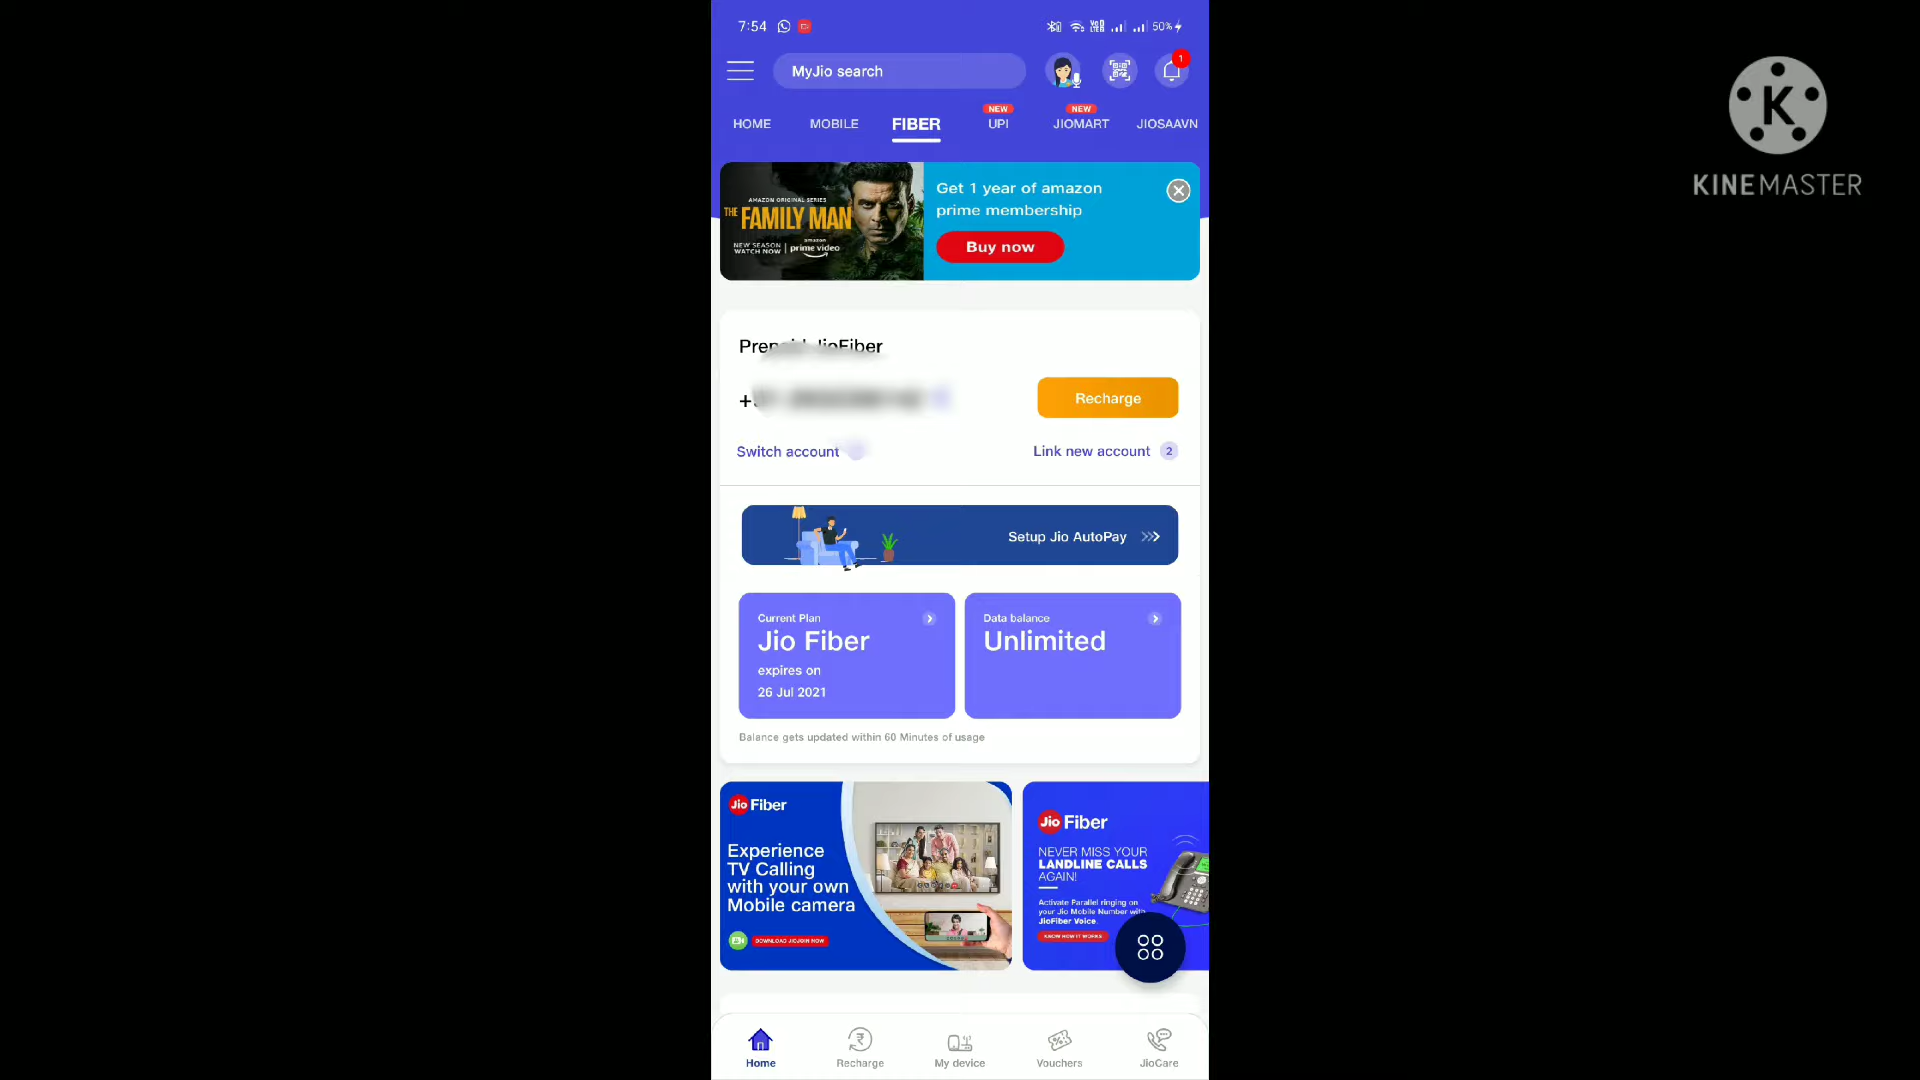 7:54
50%
MyJio search
1
HOME MOBILE FIBER NEW UPI NEW JIOMART JIOSAAVN
AMAZON ORIGINAL SERIES
THE FAMILY MAN
NEW SEASON WATCH NOW | amazon prime video
Get 1 year of amazon
prime membership
Buy now
Prepaid JioFiber
+
Recharge
Switch account
Link new account 2
Setup Jio AutoPay
Current Plan
Jio Fiber
expires on
26 Jul 2021
Data balance
Unlimited
Balance gets updated within 60 Minutes of usage
Jio Fiber
Experience
TV Calling
with your own
Mobile camera
DOWNLOAD JIOJOIN NOW
Jio Fiber
NEVER MISS YOUR
LANDLINE CALLS
AGAIN!
Activate Parallel ringing on
your Jio Mobile Number with
JioFiber Voice.
KNOW HOW IT WORKS
Home Recharge My device Vouchers JioCare
K
KINEMASTER